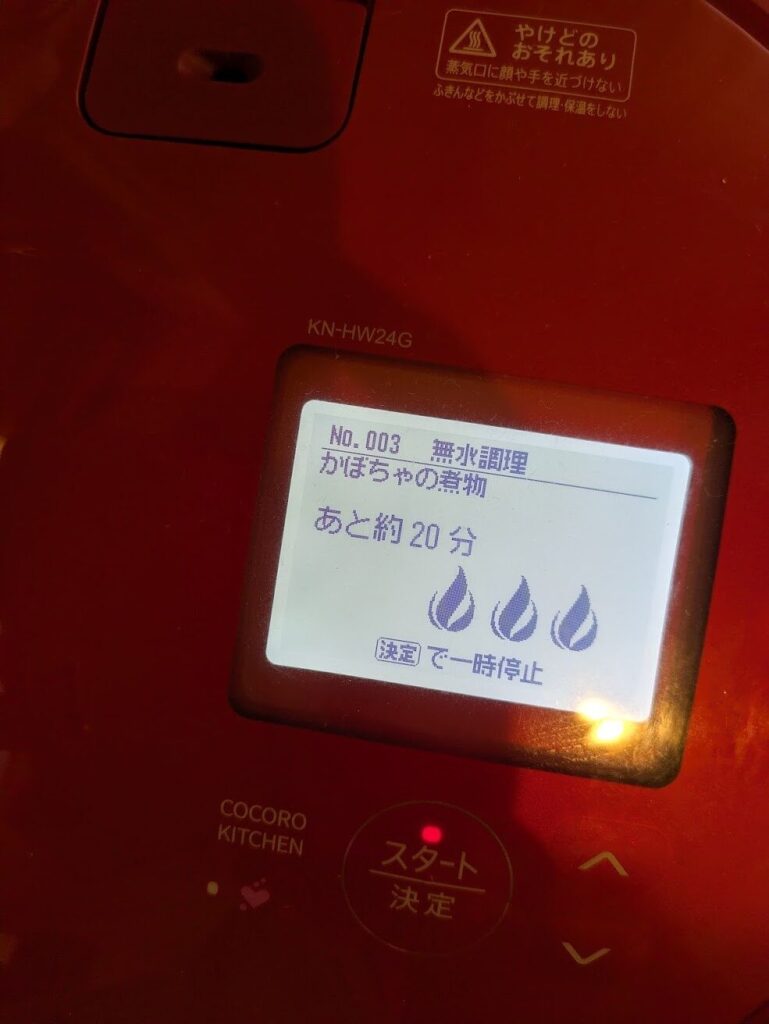 やけどの
おそれあり
蒸気口に顔や手を近づけない
ふきんなどをかぶせて調理・保温をしない
KN-HW24G
No.003 無水調理
かぼちゃの煮物
あと約20分
決定で一時停止
COCORO
KITCHEN
スタート
決定